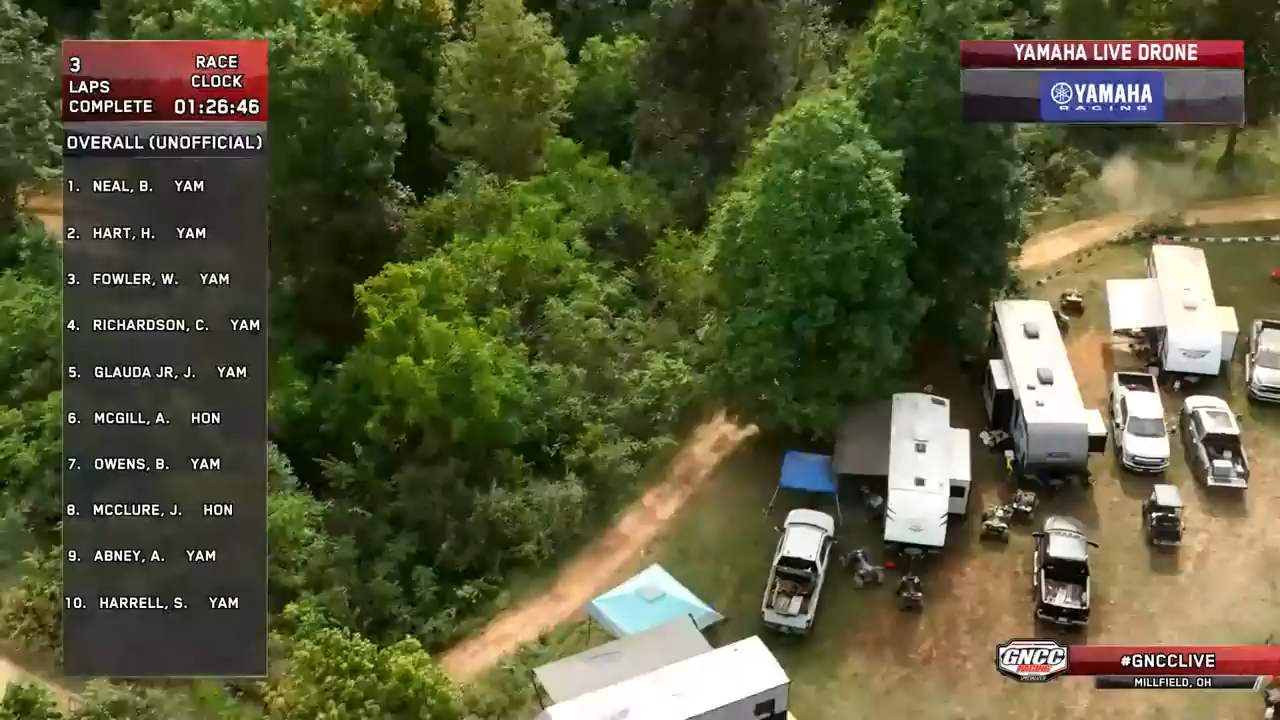 3
LAPS
COMPLETE
RACE
CLOCK
01:26:46
OVERALL (UNOFFICIAL)
1. NEAL, B. YAM
2. HART, H. YAM
3. FOWLER, W. YAM
4. RICHARDSON, C. YAM
5. GLAUDA JR, J. YAM
6. MCGILL, A. HON
7. OWENS, B. YAM
8. MCCLURE, J. HON
9. ABNEY, A. YAM
10. HARRELL, S. YAM
YAMAHA LIVE DRONE
YAMAHA
RACING
GNCC
RACING
#GNCCLIVE
MILLFIELD, OH